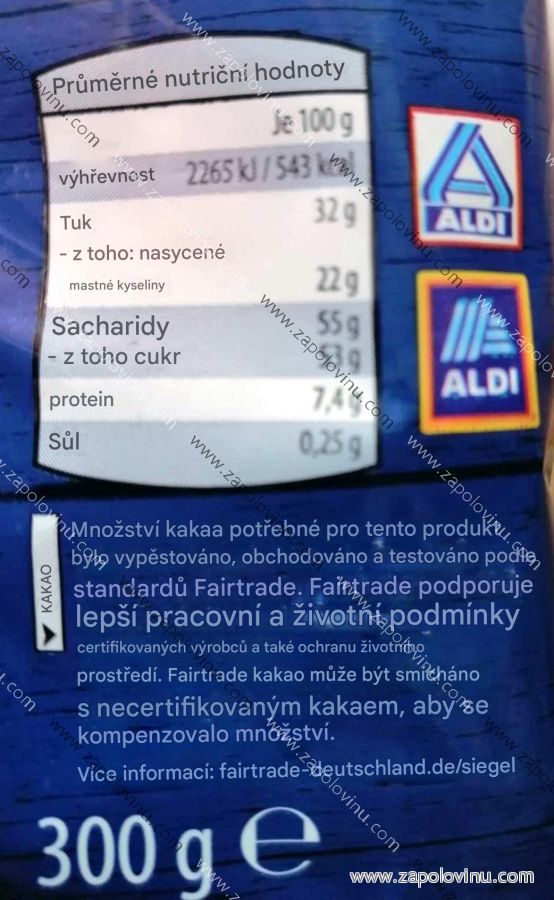 Průměrné nutriční hodnoty
Je 100 g
výhřevnost 2265 kJ / 543 kcal
Tuk 32 g
- z toho: nasycené
mastné kyseliny 22 g
Sacharidy 55 g
- z toho cukr 53 g
protein 7,4 g
Sůl 0,25 g
ALDI
ALDI
KAKAO
Množství kakaa potřebné pro tento produkt
bylo vypěstováno, obchodováno a testováno podle
standardů Fairtrade. Fairtrade podporuje
lepší pracovní a životní podmínky
certifikovaných výrobců a také ochranu životního
prostředí. Fairtrade kakao může být smícháno
s necertifikovaným kakaem, aby se
kompenzovalo množství.
Více informací: fairtrade-deutschland.de/siegel
300 g e
www.zapolovinu.com